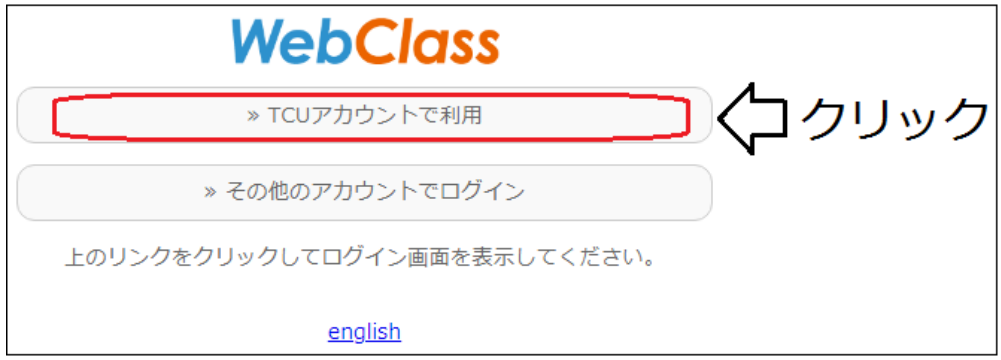 WebClass
» TCUアカウントで利用
クリック
» その他のアカウントでログイン
上のリンクをクリックしてログイン画面を表示してください。
english